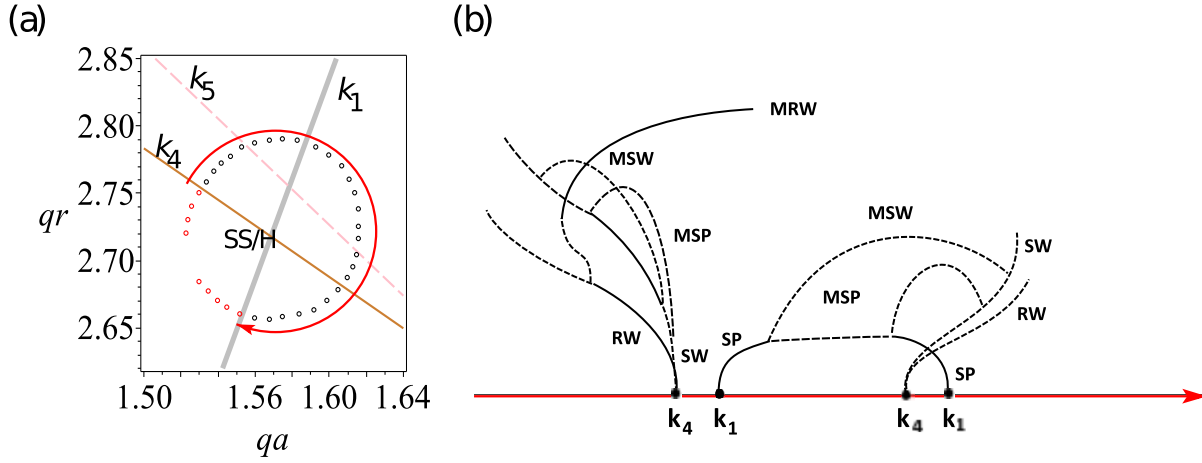 (a)
2.85
2.80
2.75
2.70
2.65
qr
k5
k1
k4
SS/H
1.50 1.56 1.60 1.64
qa
(b)
MRW
MSW
MSP
RW
SW
SP
MSW
MSP
SW
RW
SP
k4 k1 k4 k1